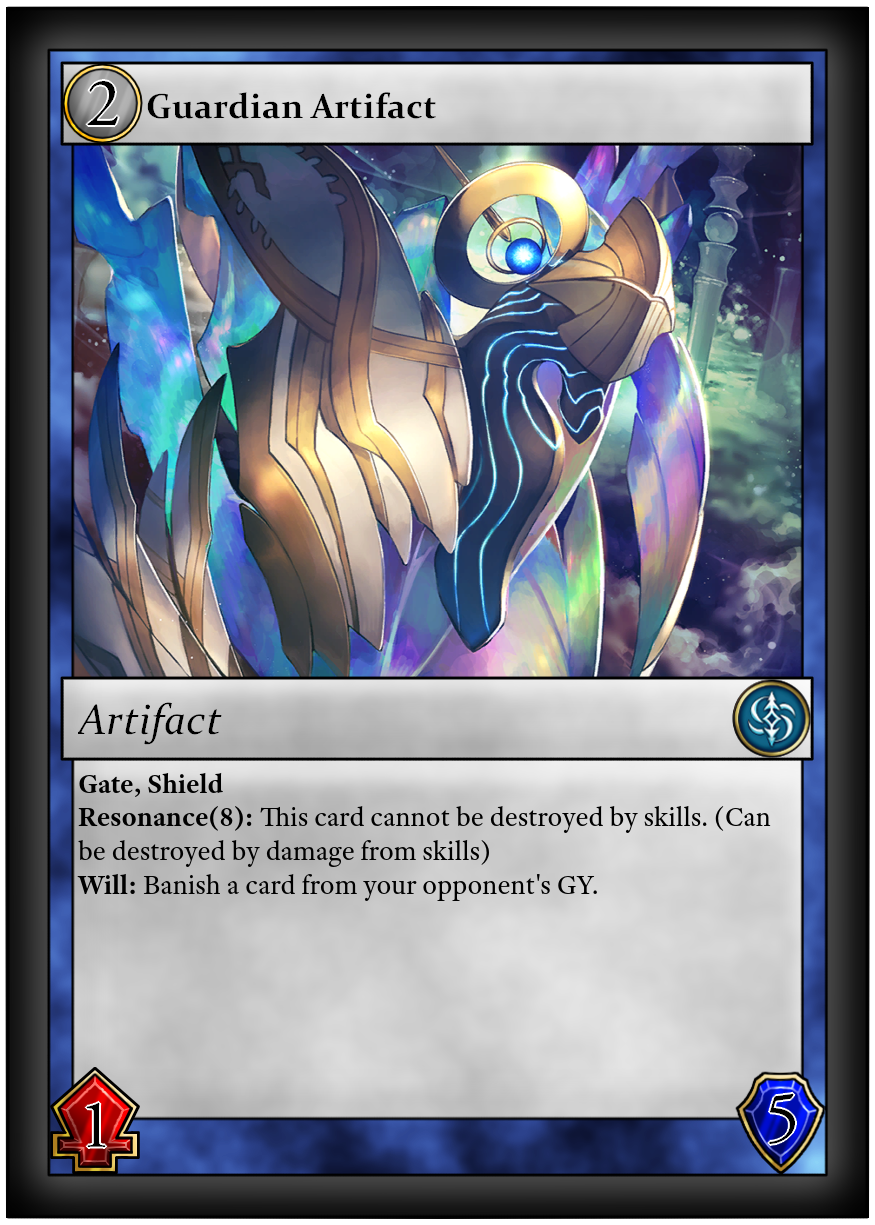 2
Guardian Artifact
Artifact
Gate, Shield
Resonance(8): This card cannot be destroyed by skills. (Can
be destroyed by damage from skills)
Will: Banish a card from your opponent's GY.
1
5